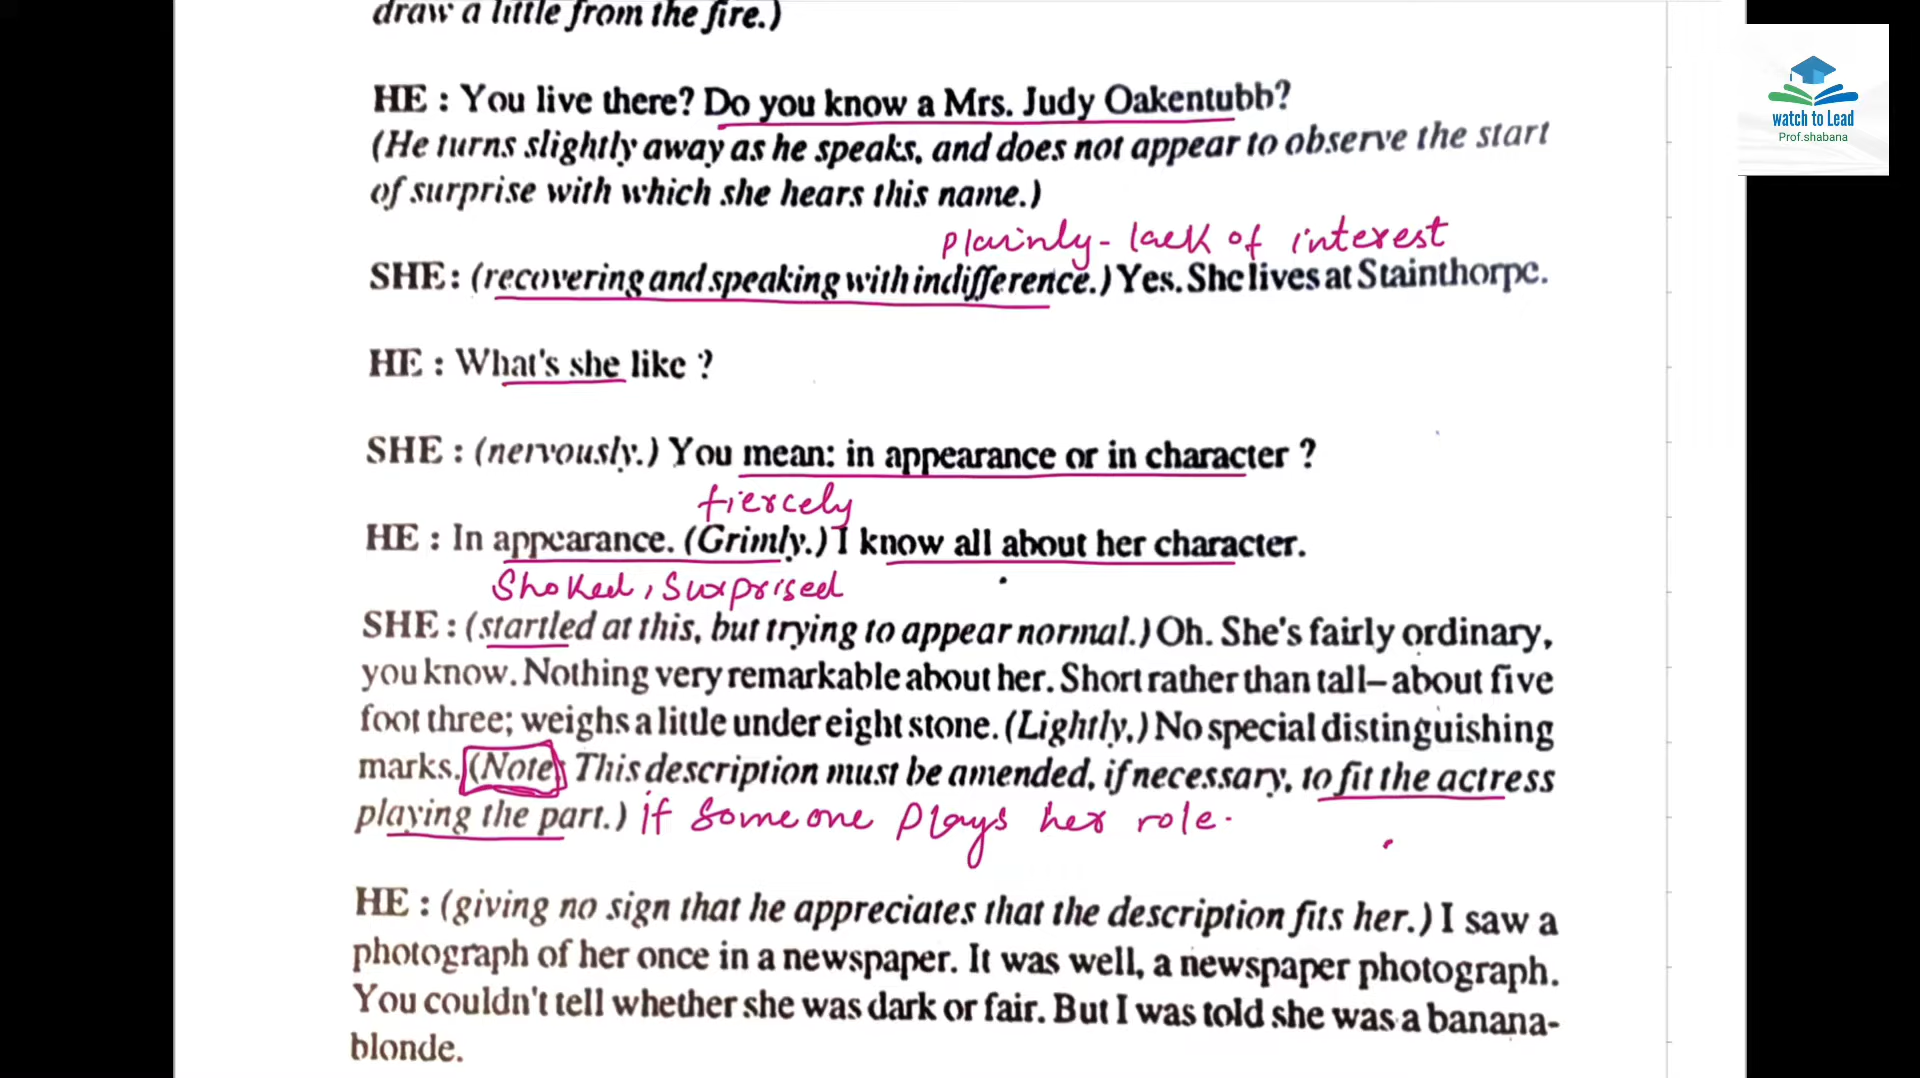 draw a little from the fire.)
HE : You live there? Do you know a Mrs. Judy Oakentubb?
(He turns slightly away as he speaks, and does not appear to observe the start
of surprise with which she hears this name.)
plainly - lack of interest
SHE: (recovering and speaking with indifference.) Yes. She lives at Stainthorpe.
HE : What's she like ?
SHE : (nervously.) You mean: in appearance or in character ?
fiercely
HE : In appearance. (Grimly.) I know all about her character.
Shoked, Surprised
SHE : (startled at this, but trying to appear normal.) Oh. She's fairly ordinary,
you know. Nothing very remarkable about her. Short rather than tall– about five
foot three; weighs a little under eight stone. (Lightly,) No special distinguishing
marks. (Note: This description must be amended, if necessary, to fit the actress
playing the part.) if someone plays her role.
HE : (giving no sign that he appreciates that the description fits her.) I saw a
photograph of her once in a newspaper. It was well, a newspaper photograph.
You couldn't tell whether she was dark or fair. But I was told she was a banana-
blonde.
watch to Lead
Prof.shabana